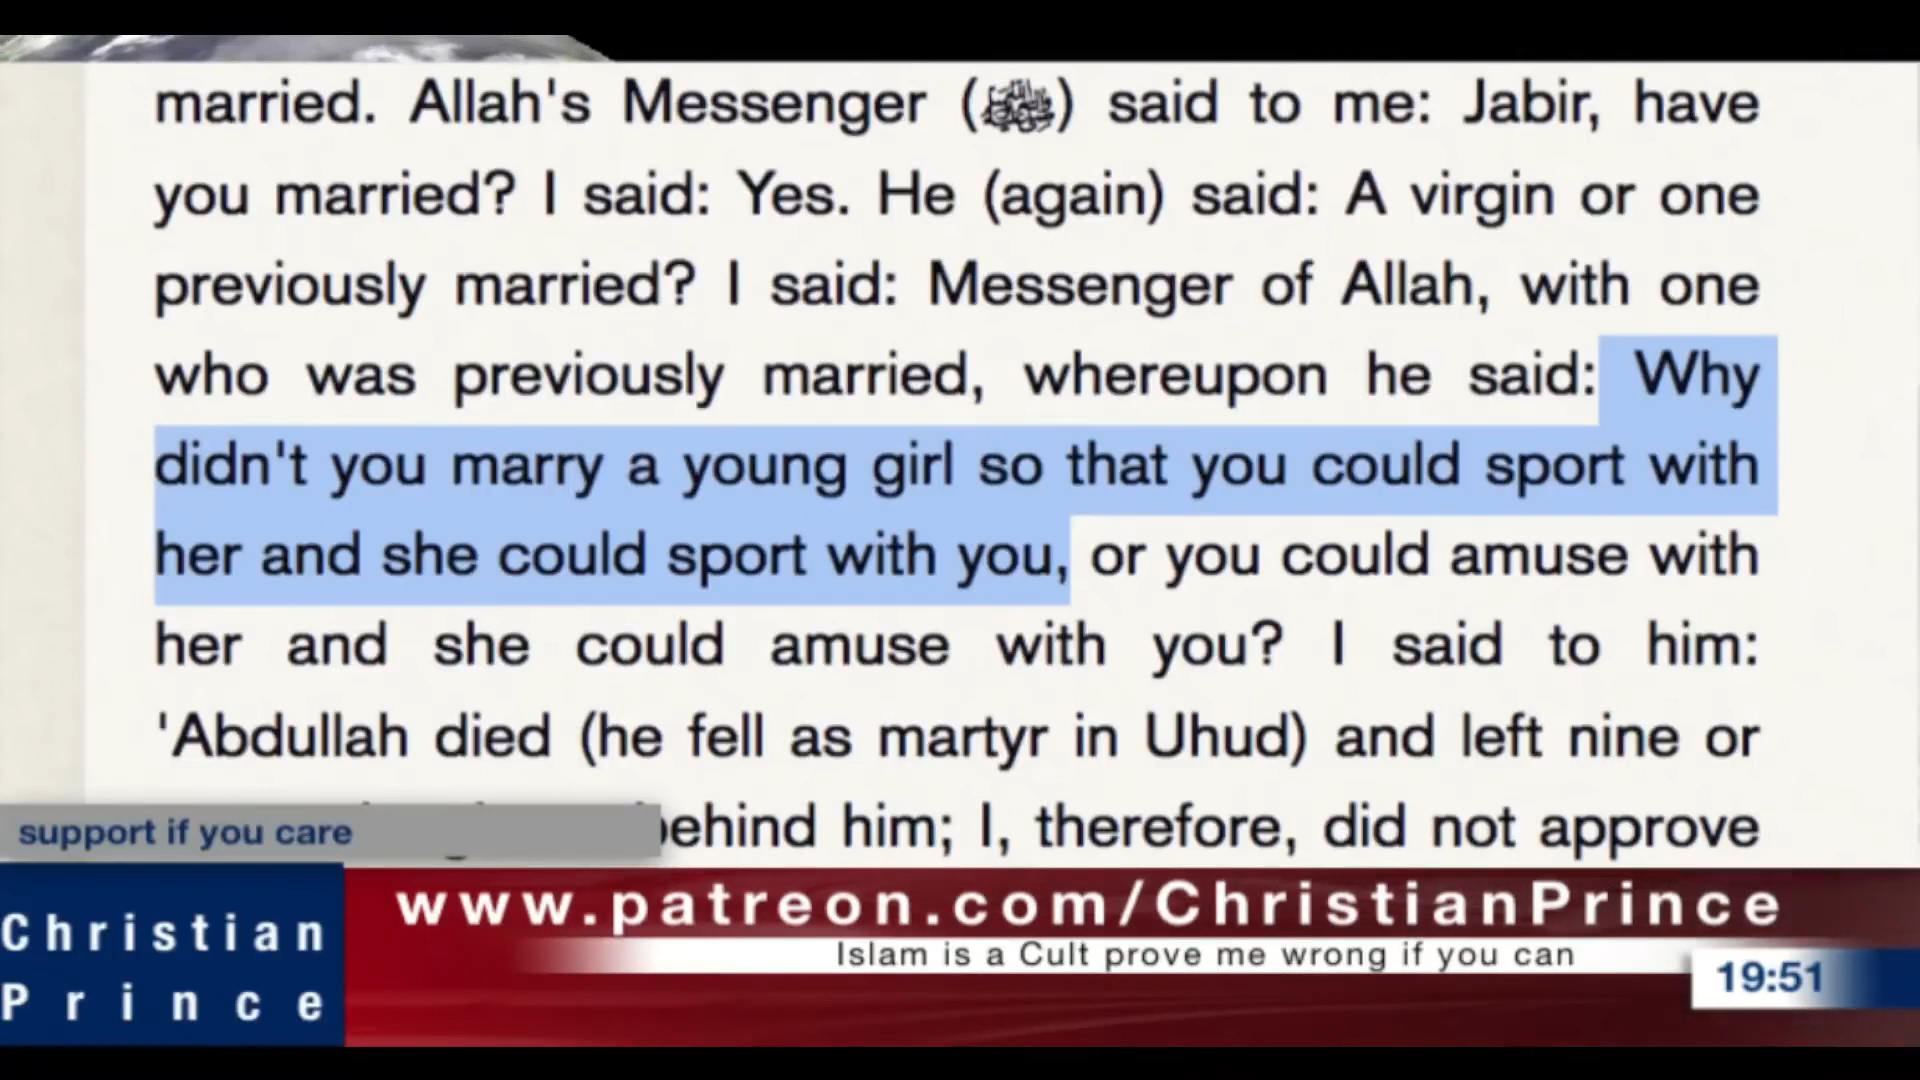 married. Allah's Messenger (ﷺ) said to me: Jabir, have
you married? I said: Yes. He (again) said: A virgin or one
previously married? I said: Messenger of Allah, with one
who was previously married, whereupon he said: Why
didn't you marry a young girl so that you could sport with
her and she could sport with you, or you could amuse with
her and she could amuse with you? I said to him:
'Abdullah died (he fell as martyr in Uhud) and left nine or
behind him; I, therefore, did not approve
support if you care
Christian
Prince
www.patreon.com/ChristianPrince
Islam is a Cult prove me wrong if you can
19:51